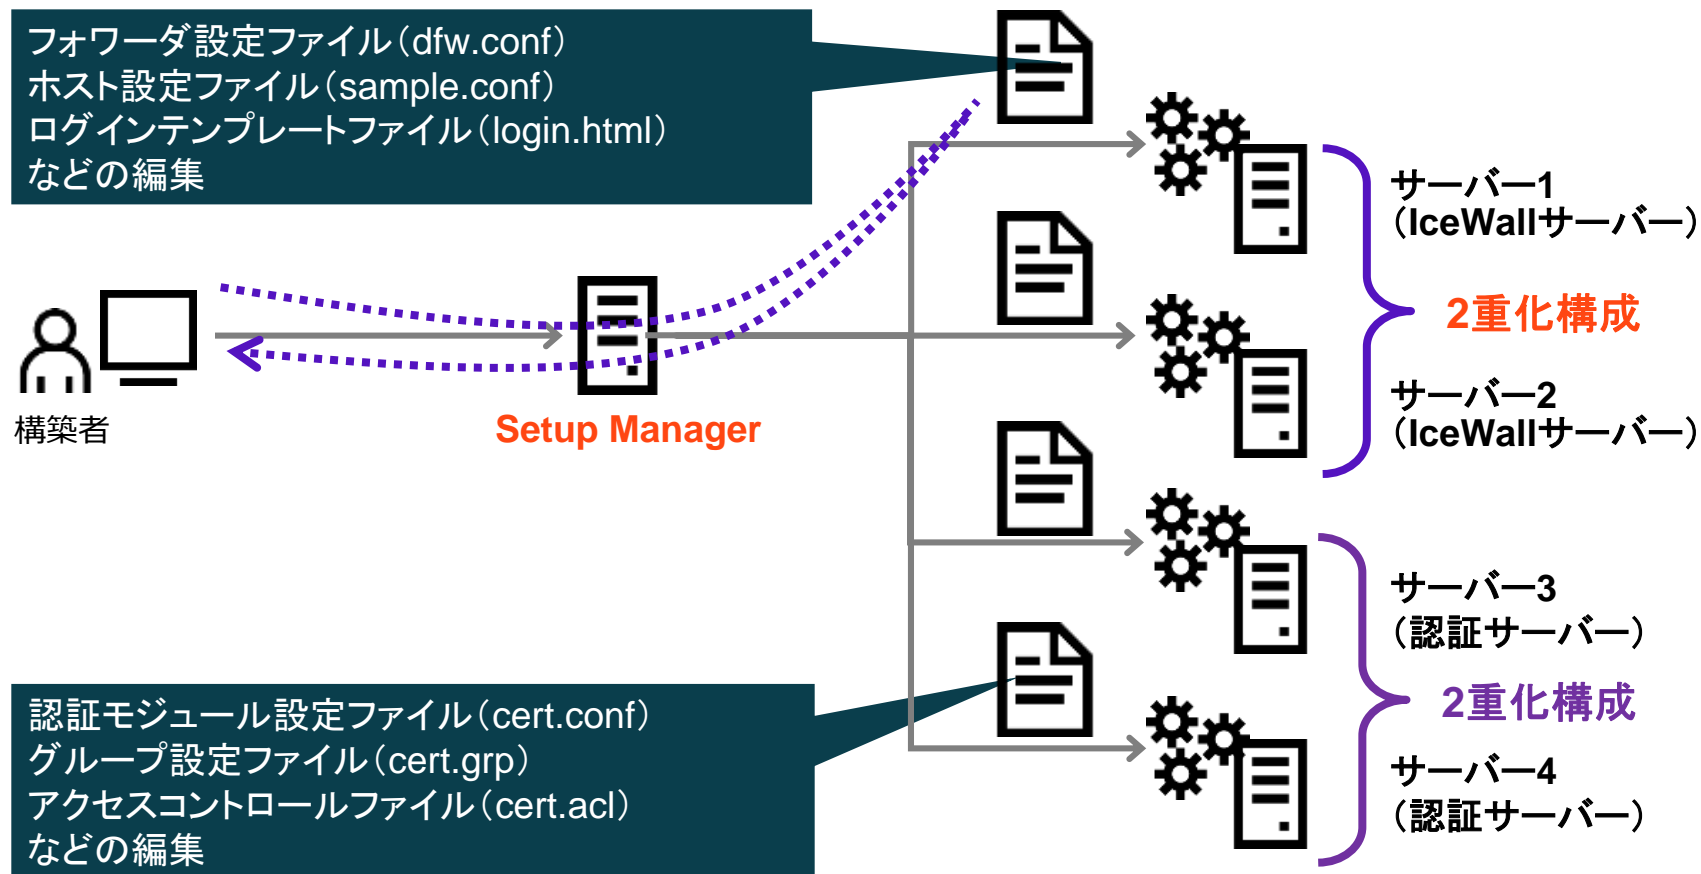 フォワーダ設定ファイル（dfw.conf）
ホスト設定ファイル（sample.conf）
ログインテンプレートファイル（login.html）
などの編集
サーバー1
（IceWallサーバー）
2重化構成
サーバー2
（IceWallサーバー）
構築者
Setup Manager
サーバー3
（認証サーバー）
2重化構成
サーバー4
（認証サーバー）
認証モジュール設定ファイル（cert.conf）
グループ設定ファイル（cert.grp）
アクセスコントロールファイル（cert.acl）
などの編集